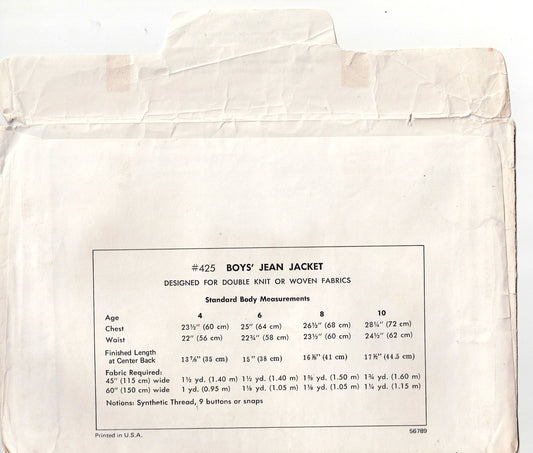 #425 BOYS' JEAN JACKET
DESIGNED FOR DOUBLE KNIT OR WOVEN FABRICS
Standard Body Measurements
Age 4 6 8 10
Chest 23½" (60 cm) 25" (64 cm) 26½" (68 cm) 28¼" (72 cm)
Waist 22" (56 cm) 22¾" (58 cm) 23½" (60 cm) 24½" (62 cm)
Finished Length
at Center Back 13⅞" (35 cm) 15" (38 cm) 16⅛" (41 cm) 17⅝" (44.5 cm)
Fabric Required:
45" (115 cm) wide 1½ yd. (1.40 m) 1½ yd. (1.40 m) 1⅝ yd. (1.50 m) 1¾ yd. (1.60 m)
60" (150 cm) wide 1 yd. (0.95 m) 1⅛ yd. (1.05 m) 1⅛ yd. (1.05 m) 1¼ yd. (1.15 m)
Notions: Synthetic Thread, 9 buttons or snaps
Printed in U.S.A. 56789